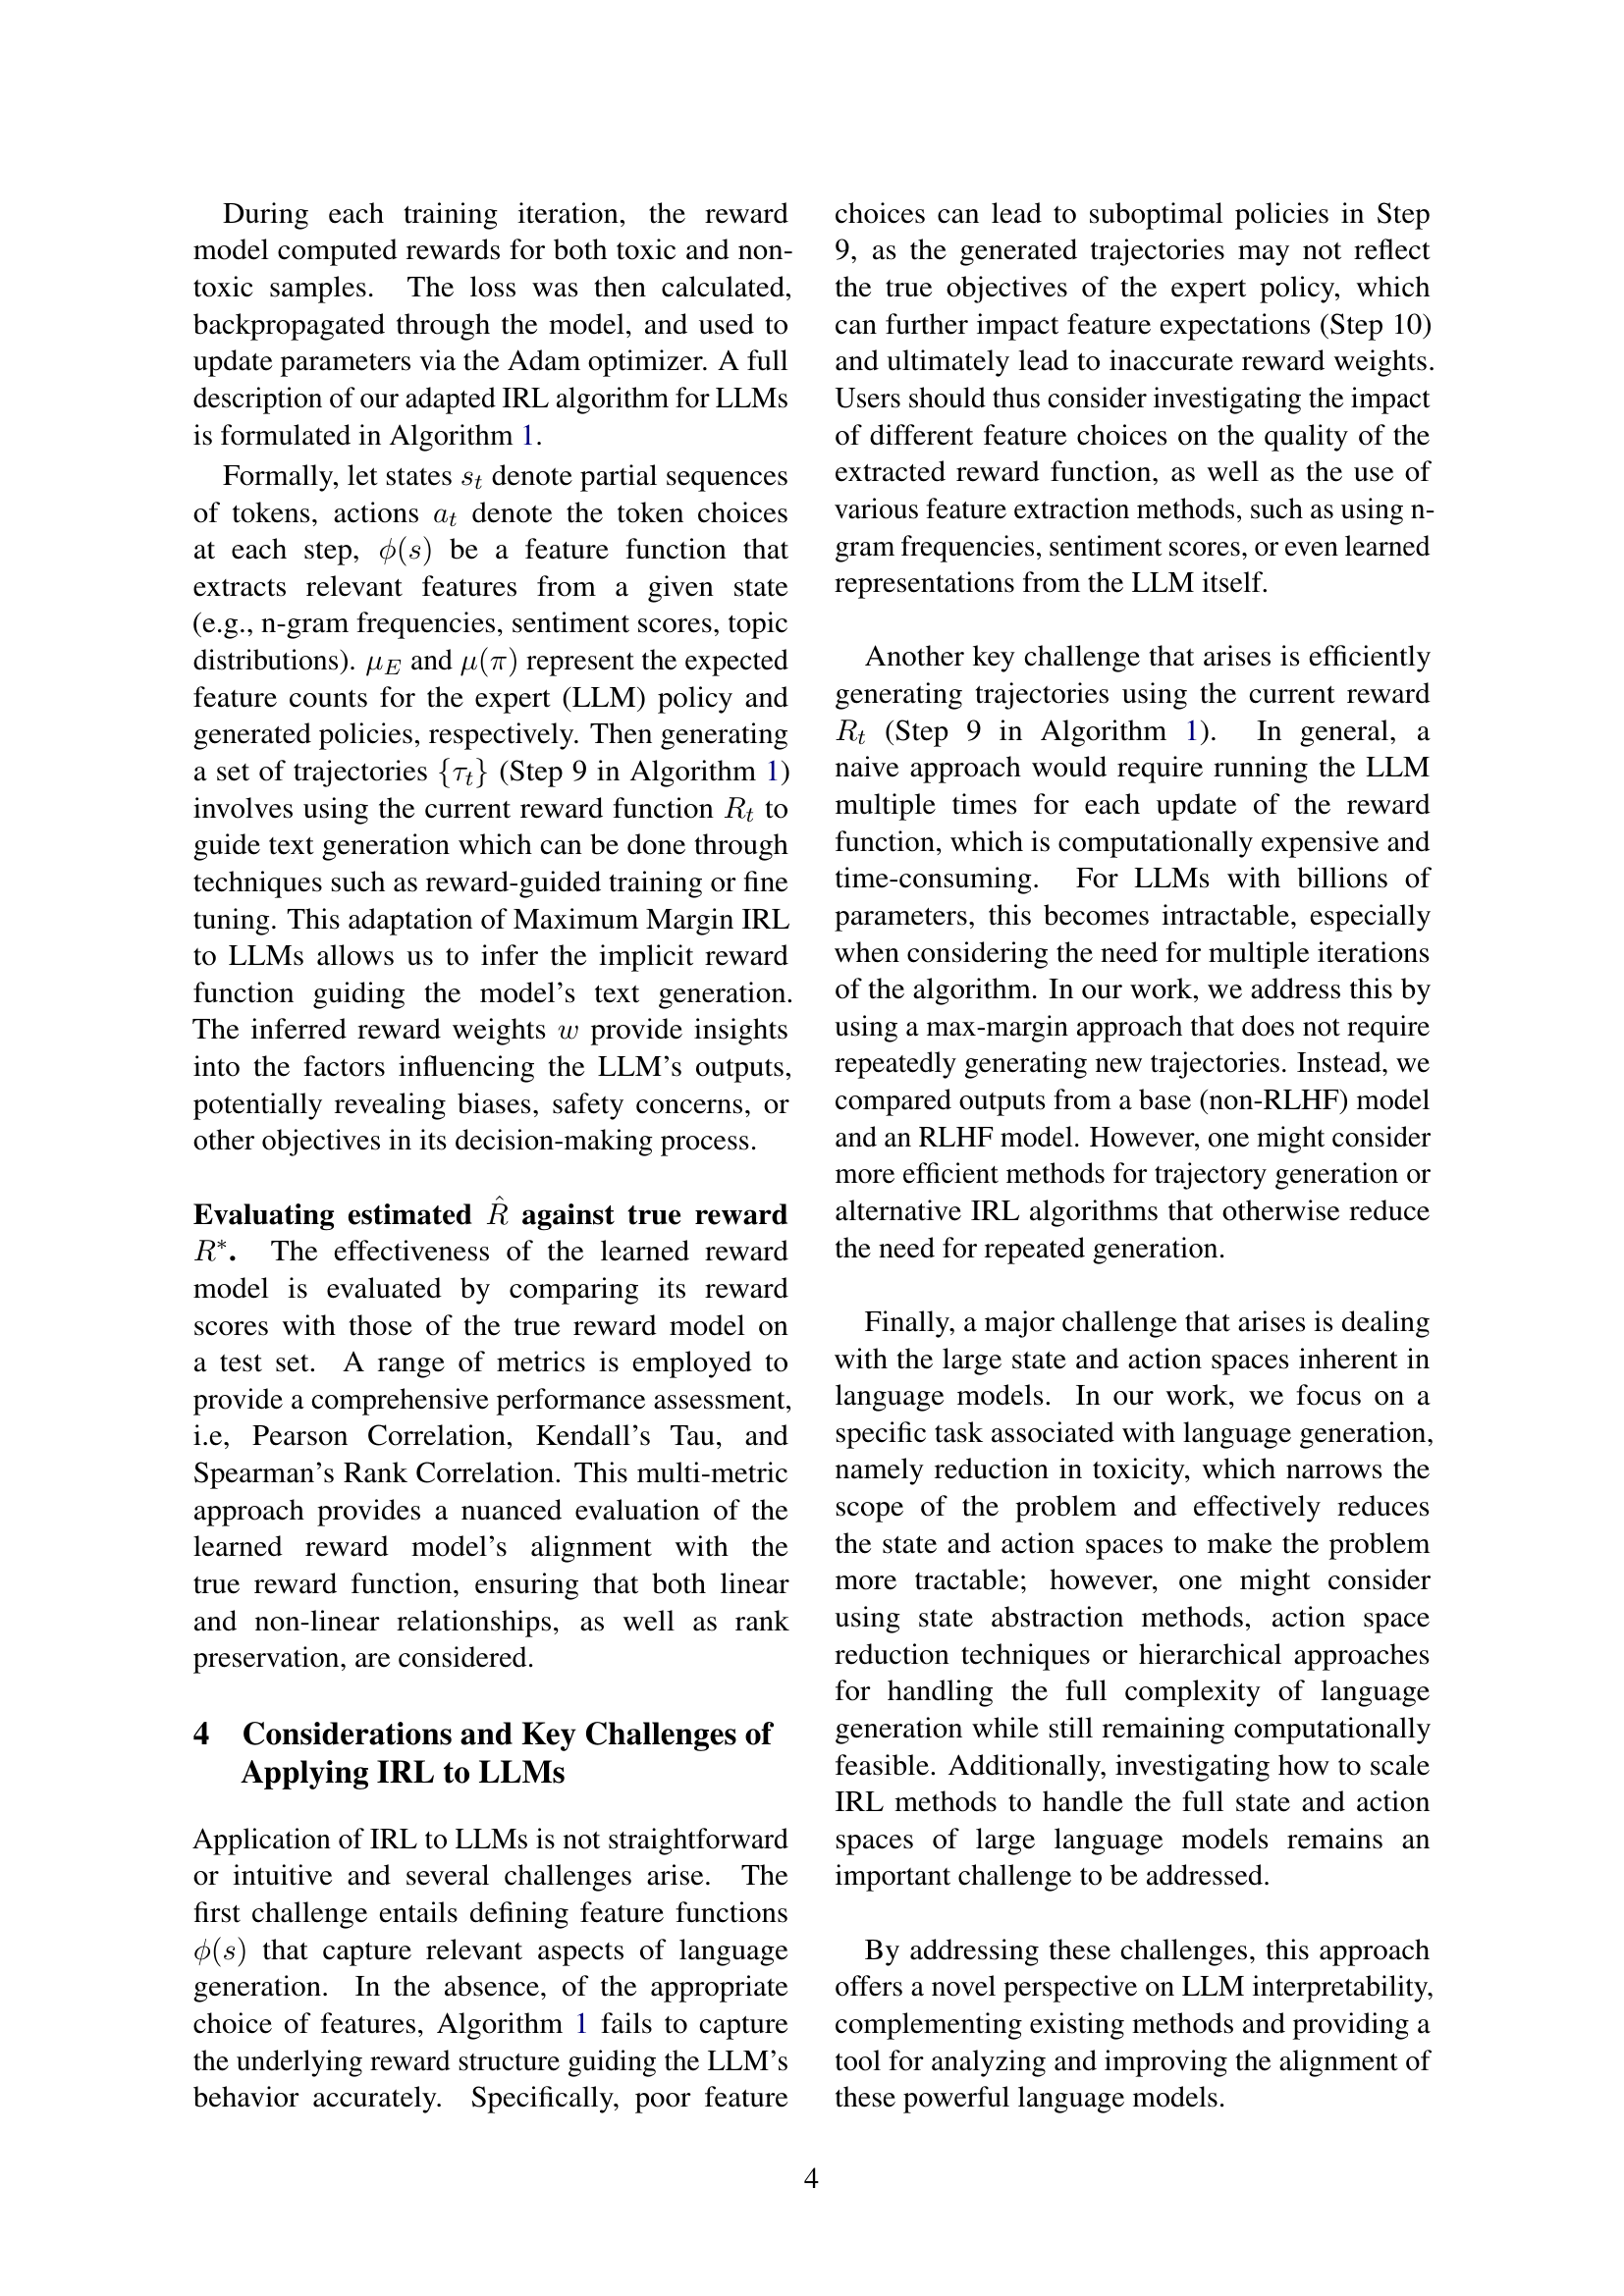 During each training iteration, the reward
model computed rewards for both toxic and non-
toxic samples. The loss was then calculated,
backpropagated through the model, and used to
update parameters via the Adam optimizer. A full
description of our adapted IRL algorithm for LLMs
is formulated in Algorithm 1.
Formally, let states s_t denote partial sequences
of tokens, actions a_t denote the token choices
at each step, ϕ(s) be a feature function that
extracts relevant features from a given state
(e.g., n-gram frequencies, sentiment scores, topic
distributions). μ_E and μ(π) represent the expected
feature counts for the expert (LLM) policy and
generated policies, respectively. Then generating
a set of trajectories {τ_t} (Step 9 in Algorithm 1)
involves using the current reward function R_t to
guide text generation which can be done through
techniques such as reward-guided training or fine
tuning. This adaptation of Maximum Margin IRL
to LLMs allows us to infer the implicit reward
function guiding the model's text generation.
The inferred reward weights w provide insights
into the factors influencing the LLM's outputs,
potentially revealing biases, safety concerns, or
other objectives in its decision-making process.
Evaluating estimated R̂ against true reward
R*. The effectiveness of the learned reward
model is evaluated by comparing its reward
scores with those of the true reward model on
a test set. A range of metrics is employed to
provide a comprehensive performance assessment,
i.e, Pearson Correlation, Kendall's Tau, and
Spearman's Rank Correlation. This multi-metric
approach provides a nuanced evaluation of the
learned reward model's alignment with the
true reward function, ensuring that both linear
and non-linear relationships, as well as rank
preservation, are considered.
4 Considerations and Key Challenges of
Applying IRL to LLMs
Application of IRL to LLMs is not straightforward
or intuitive and several challenges arise. The
first challenge entails defining feature functions
ϕ(s) that capture relevant aspects of language
generation. In the absence, of the appropriate
choice of features, Algorithm 1 fails to capture
the underlying reward structure guiding the LLM's
behavior accurately. Specifically, poor feature
choices can lead to suboptimal policies in Step
9, as the generated trajectories may not reflect
the true objectives of the expert policy, which
can further impact feature expectations (Step 10)
and ultimately lead to inaccurate reward weights.
Users should thus consider investigating the impact
of different feature choices on the quality of the
extracted reward function, as well as the use of
various feature extraction methods, such as using n-
gram frequencies, sentiment scores, or even learned
representations from the LLM itself.
Another key challenge that arises is efficiently
generating trajectories using the current reward
R_t (Step 9 in Algorithm 1). In general, a
naive approach would require running the LLM
multiple times for each update of the reward
function, which is computationally expensive and
time-consuming. For LLMs with billions of
parameters, this becomes intractable, especially
when considering the need for multiple iterations
of the algorithm. In our work, we address this by
using a max-margin approach that does not require
repeatedly generating new trajectories. Instead, we
compared outputs from a base (non-RLHF) model
and an RLHF model. However, one might consider
more efficient methods for trajectory generation or
alternative IRL algorithms that otherwise reduce
the need for repeated generation.
Finally, a major challenge that arises is dealing
with the large state and action spaces inherent in
language models. In our work, we focus on a
specific task associated with language generation,
namely reduction in toxicity, which narrows the
scope of the problem and effectively reduces
the state and action spaces to make the problem
more tractable; however, one might consider
using state abstraction methods, action space
reduction techniques or hierarchical approaches
for handling the full complexity of language
generation while still remaining computationally
feasible. Additionally, investigating how to scale
IRL methods to handle the full state and action
spaces of large language models remains an
important challenge to be addressed.
By addressing these challenges, this approach
offers a novel perspective on LLM interpretability,
complementing existing methods and providing a
tool for analyzing and improving the alignment of
these powerful language models.
4